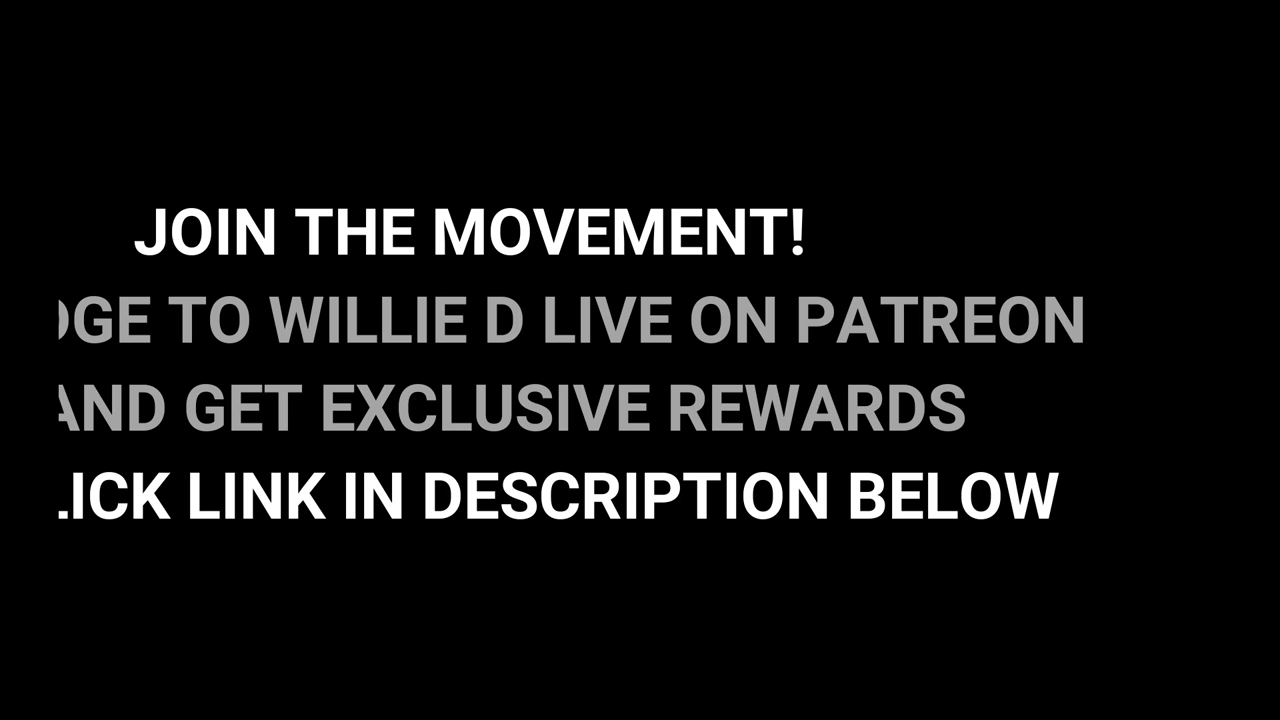 JOIN THE MOVEMENT!
TO WILLIE D LIVE ON PATREON
AND GET EXCLUSIVE REWARDS
LINK IN DESCRIPTION BELOW